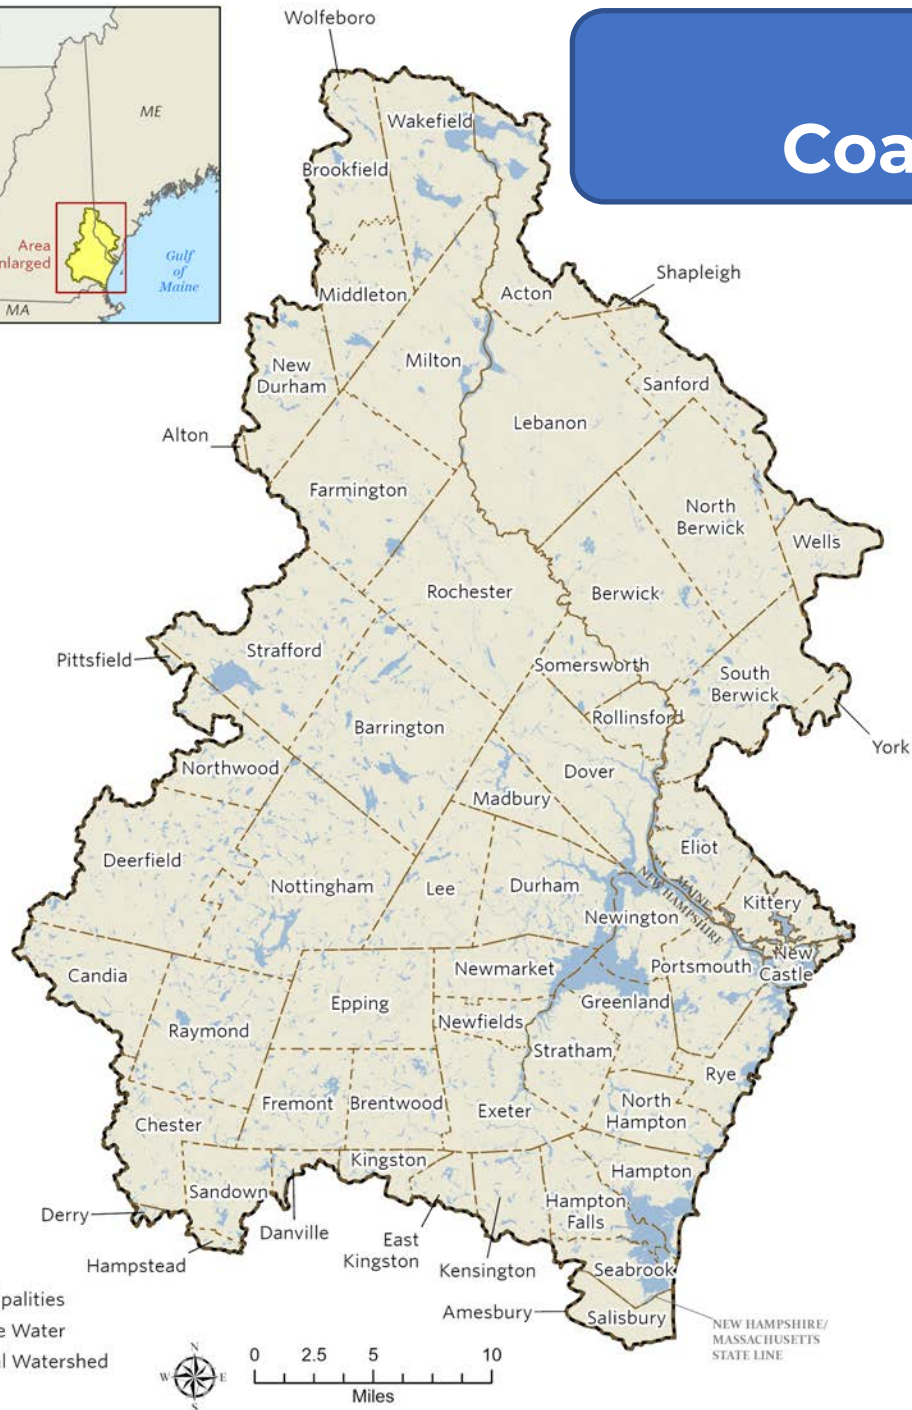 Wolfeboro
Coa
ME
Wakefield
Brookfield
Area
nlarged
Gulf
of
Maine
MA
Shapleigh
Acton
Middleton
New
Durham
Milton
Sanford
Lebanon
Alton
Farmington
North
Berwick
Wells
Rochester
Berwick
Strafford
Pittsfield
Somersworth
South
Berwick
Rollinsford
Barrington
York
Northwood
Dover
Madbury
Eliot
Deerfield
Nottingham
Lee
Durham
MAINE
NEW HAMPSHIRE
Kittery
Newington
New
Castle
Candia
Newmarket
Portsmouth
Epping
Greenland
Raymond
Newfields
Stratham
Rye
Fremont
Brentwood
Exeter
North
Hampton
Chester
Kingston
Hampton
Sandown
Hampton
Falls
Derry
Danville
East
Kingston
Hampstead
Kensington
Seabrook
palities
Amesbury
Salisbury
e Water
NEW HAMPSHIRE/
MASSACHUSETTS
STATE LINE
l Watershed
N
W E
S
0 2.5 5 10
Miles